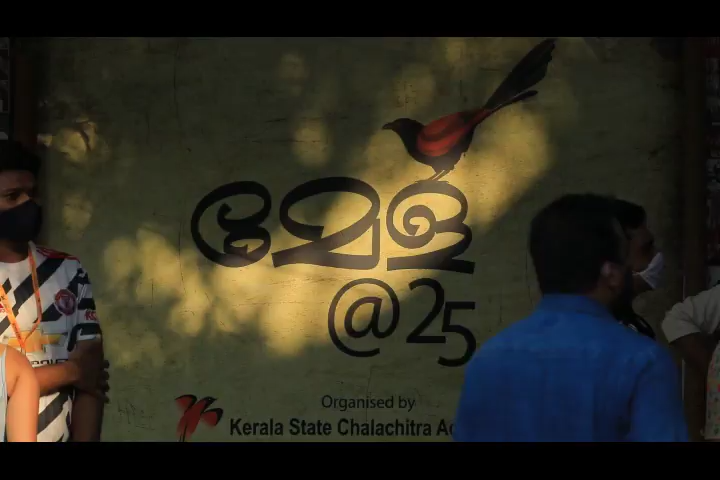 മേള
@25
Organised by
Kerala State Chalachitra